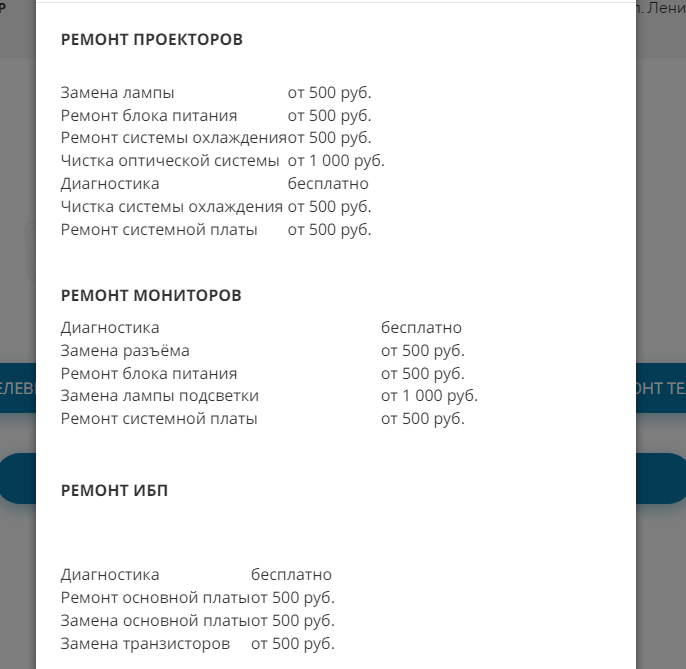 Р
л. Лени
РЕМОНТ ПРОЕКТОРОВ
Замена лампы от 500 руб.
Ремонт блока питания от 500 руб.
Ремонт системы охлаждения от 500 руб.
Чистка оптической системы от 1 000 руб.
Диагностика бесплатно
Чистка системы охлаждения от 500 руб.
Ремонт системной платы от 500 руб.
РЕМОНТ МОНИТОРОВ
Диагностика бесплатно
Замена разъёма от 500 руб.
Ремонт блока питания от 500 руб.
ЕЛЕВ
ОНТ ТЕ
Замена лампы подсветки от 1 000 руб.
Ремонт системной платы от 500 руб.
РЕМОНТ ИБП
Диагностика бесплатно
Ремонт основной платы от 500 руб.
Замена основной платы от 500 руб.
Замена транзисторов от 500 руб.